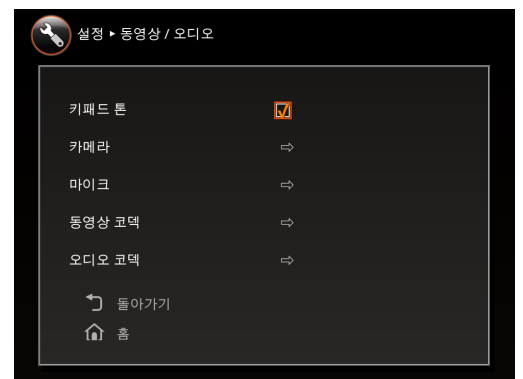 설정 ▸ 동영상 / 오디오
키패드 톤
카메라
마이크
동영상 코덱
오디오 코덱
돌아가기
홈